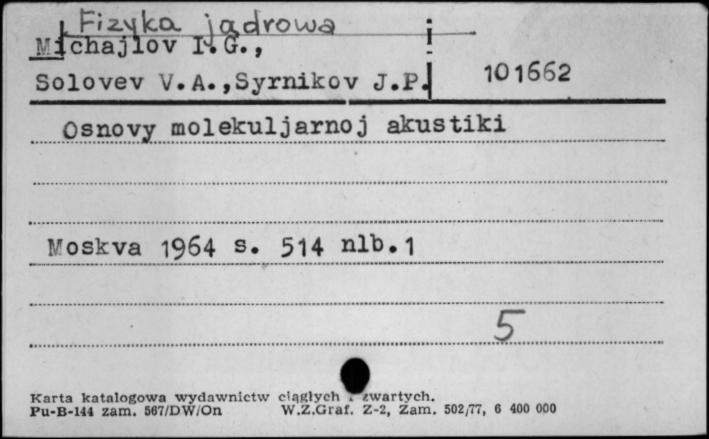 Fizyka jądrowa
Michajlov I.G.,
Solovev V.A.,Syrnikov J.P. 101662
Osnovy molekuljarnoj akustiki
Moskva 1964 s. 514 nlb.1
5
Karta katalogowa wydawnictw ciągłych i zwartych.
Pu-B-144 zam. 567/DW/On W.Z.Graf. Z-2, Zam. 502/77, 6 400 000